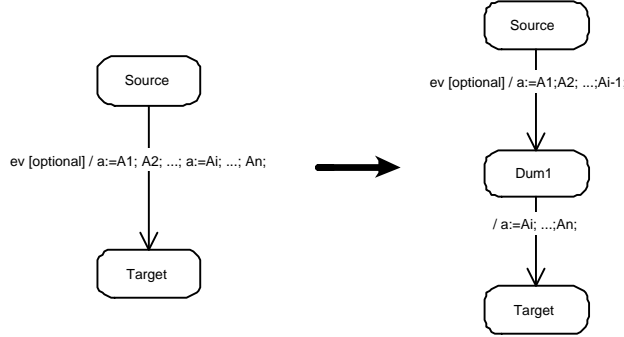 Source
ev [optional] / a:=A1; A2; ...; a:=Ai; ...; An;
Target
Source
ev [optional] / a:=A1;A2; ...;Ai-1;
Dum1
/ a:=Ai; ...;An;
Target